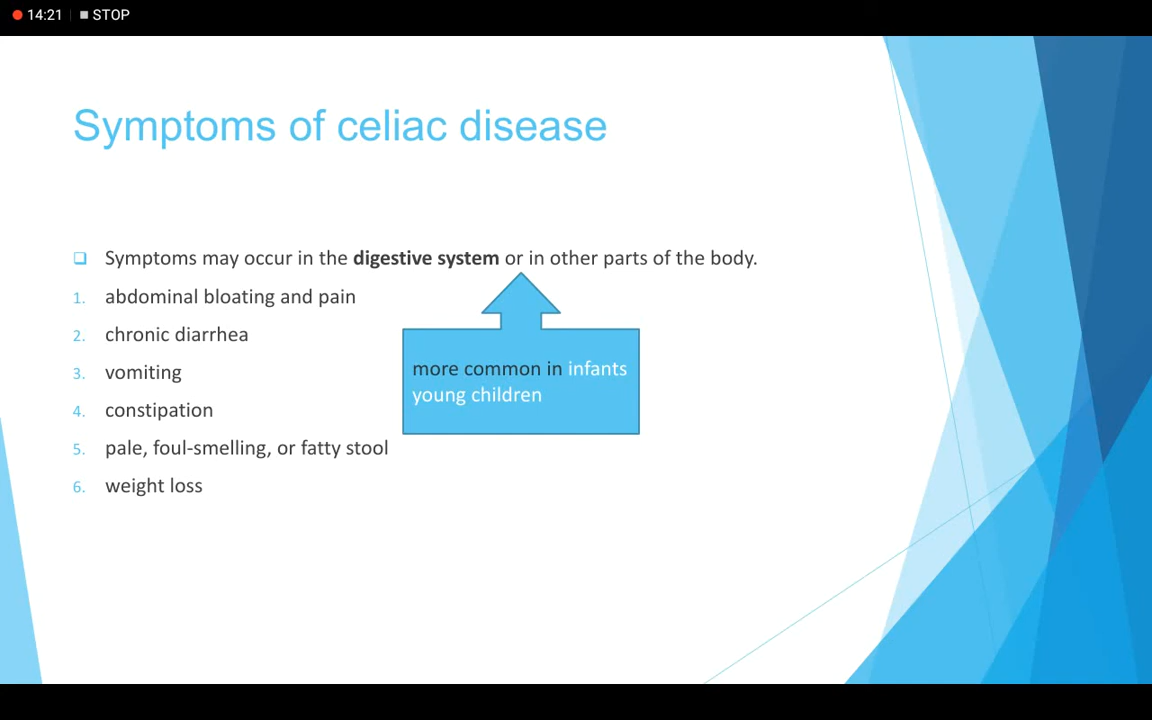 14:21 STOP
Symptoms of celiac disease
❑ Symptoms may occur in the digestive system or in other parts of the body.
1. abdominal bloating and pain
2. chronic diarrhea
3. vomiting
4. constipation
5. pale, foul-smelling, or fatty stool
6. weight loss
more common in infants
young children